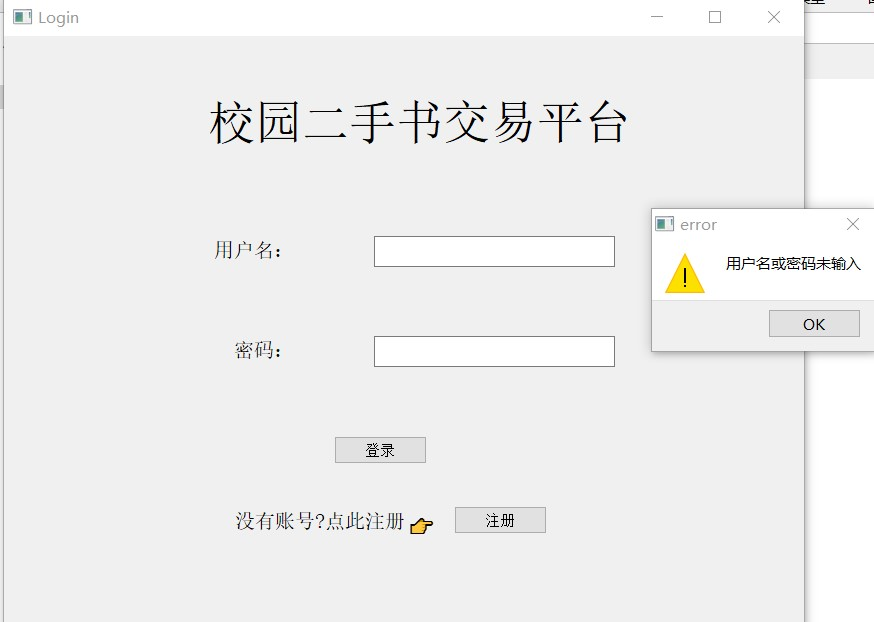 Login
校园二手书交易平台
用户名：
error
用户名或密码未输入
OK
密码：
登录
没有账号?点此注册👉
注册